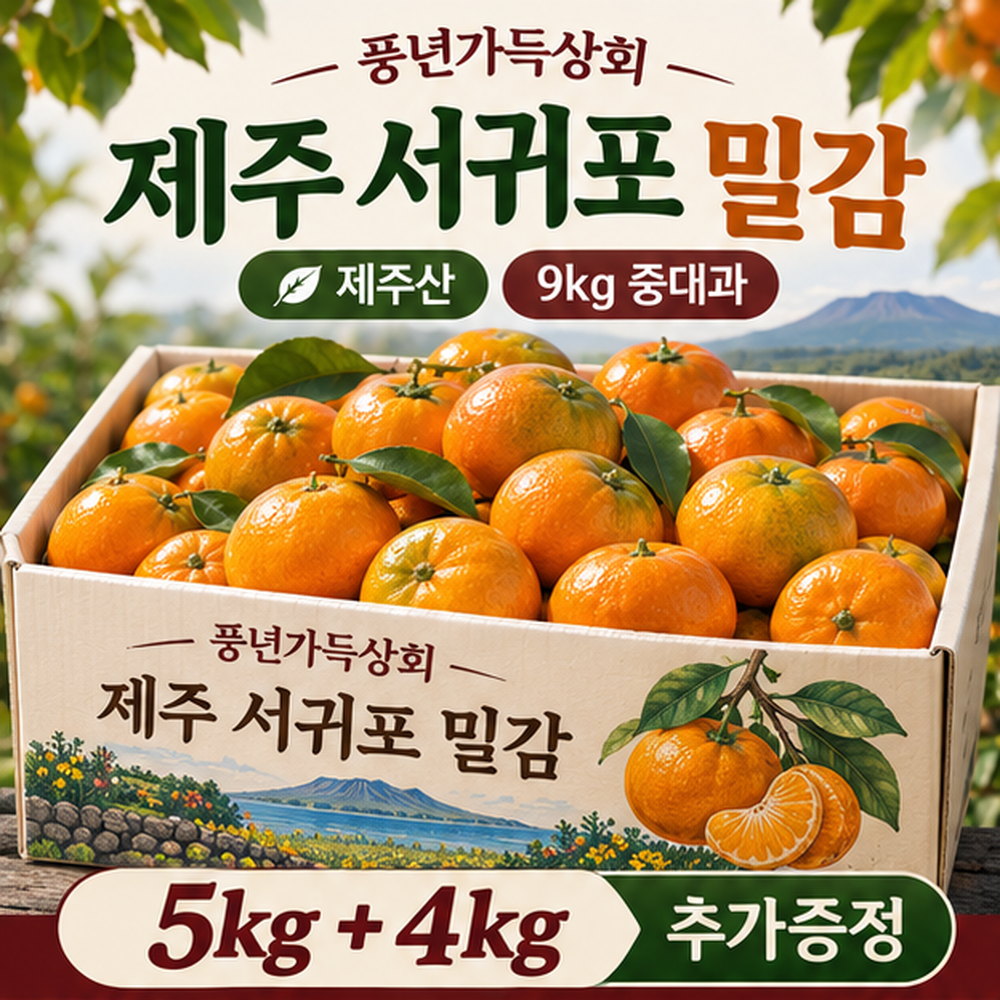 풍년가득상회
제주 서귀포 밀감
제주산
9kg 중대과
풍년가득상회
제주 서귀포 밀감
5kg + 4kg
추가증정